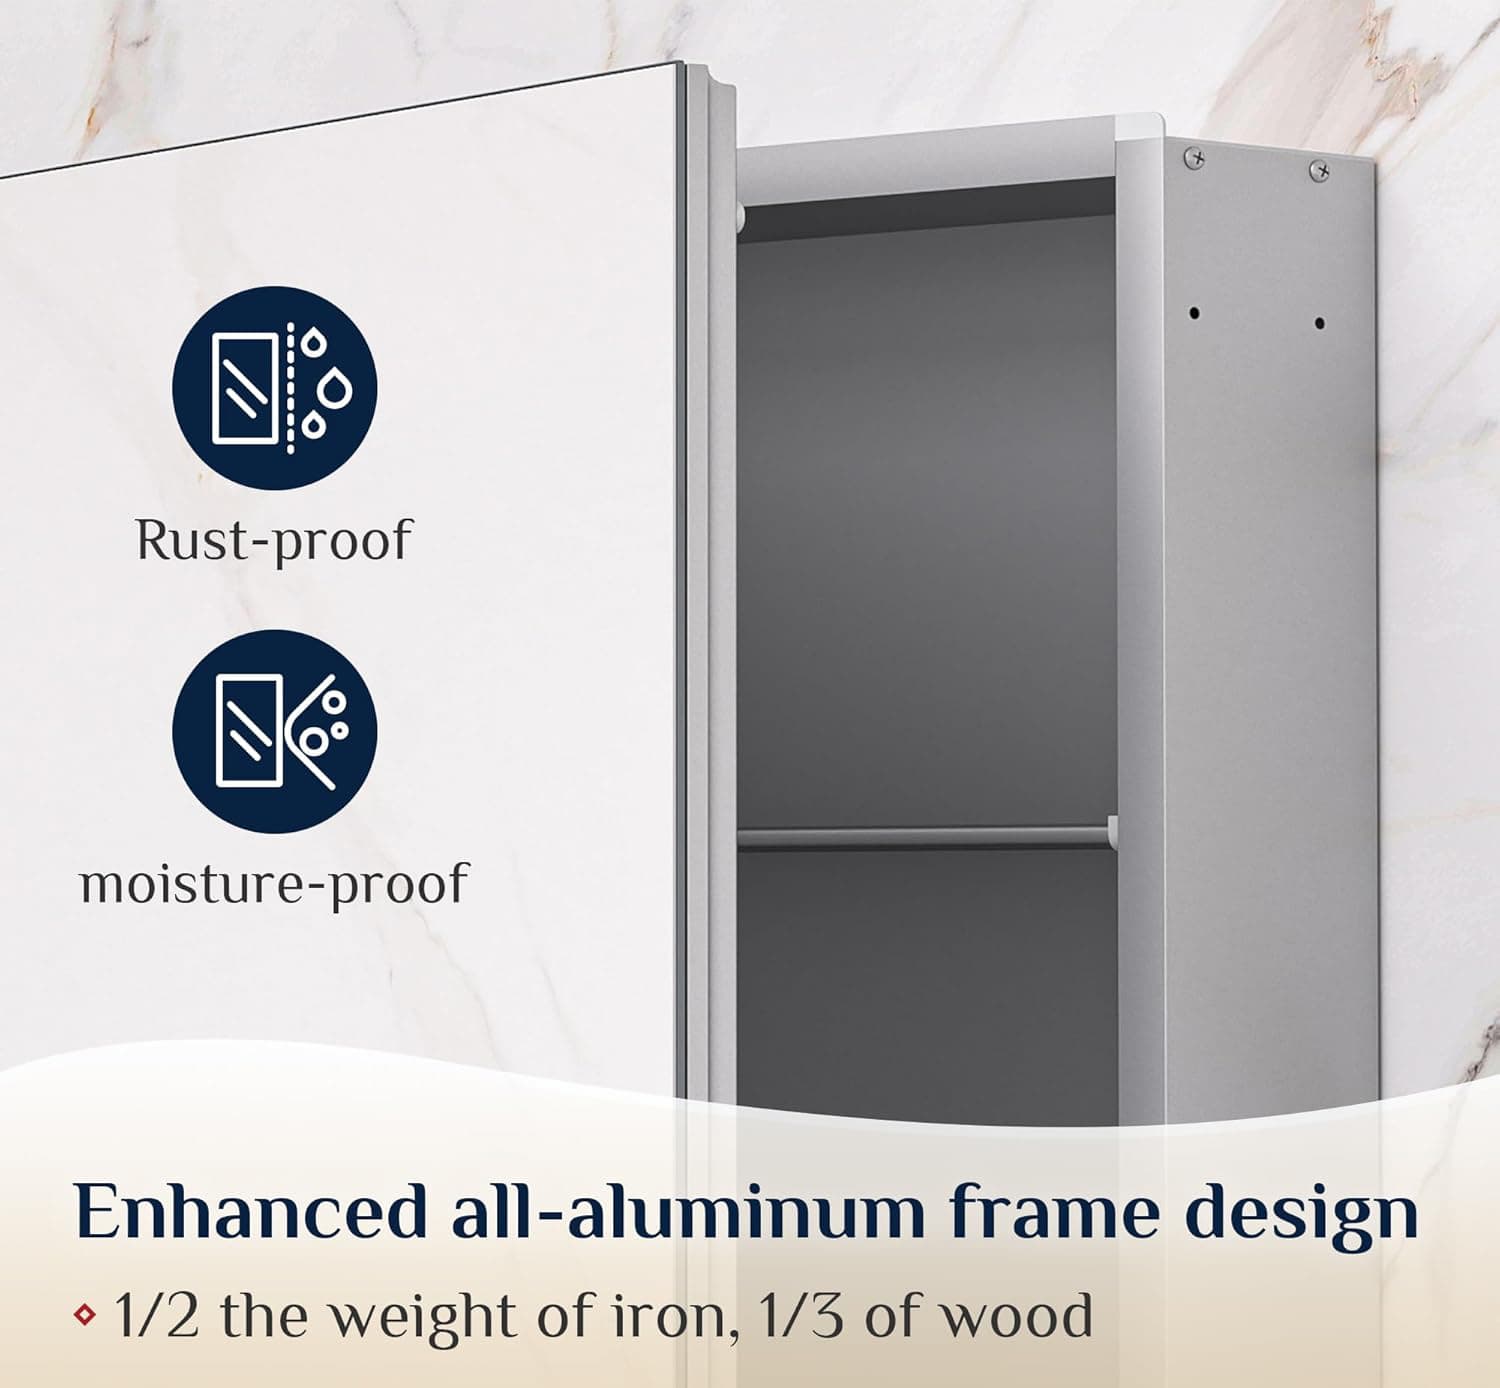 Rust-proof
moisture-proof
Enhanced all-aluminum frame design
1/2 the weight of iron, 1/3 of wood